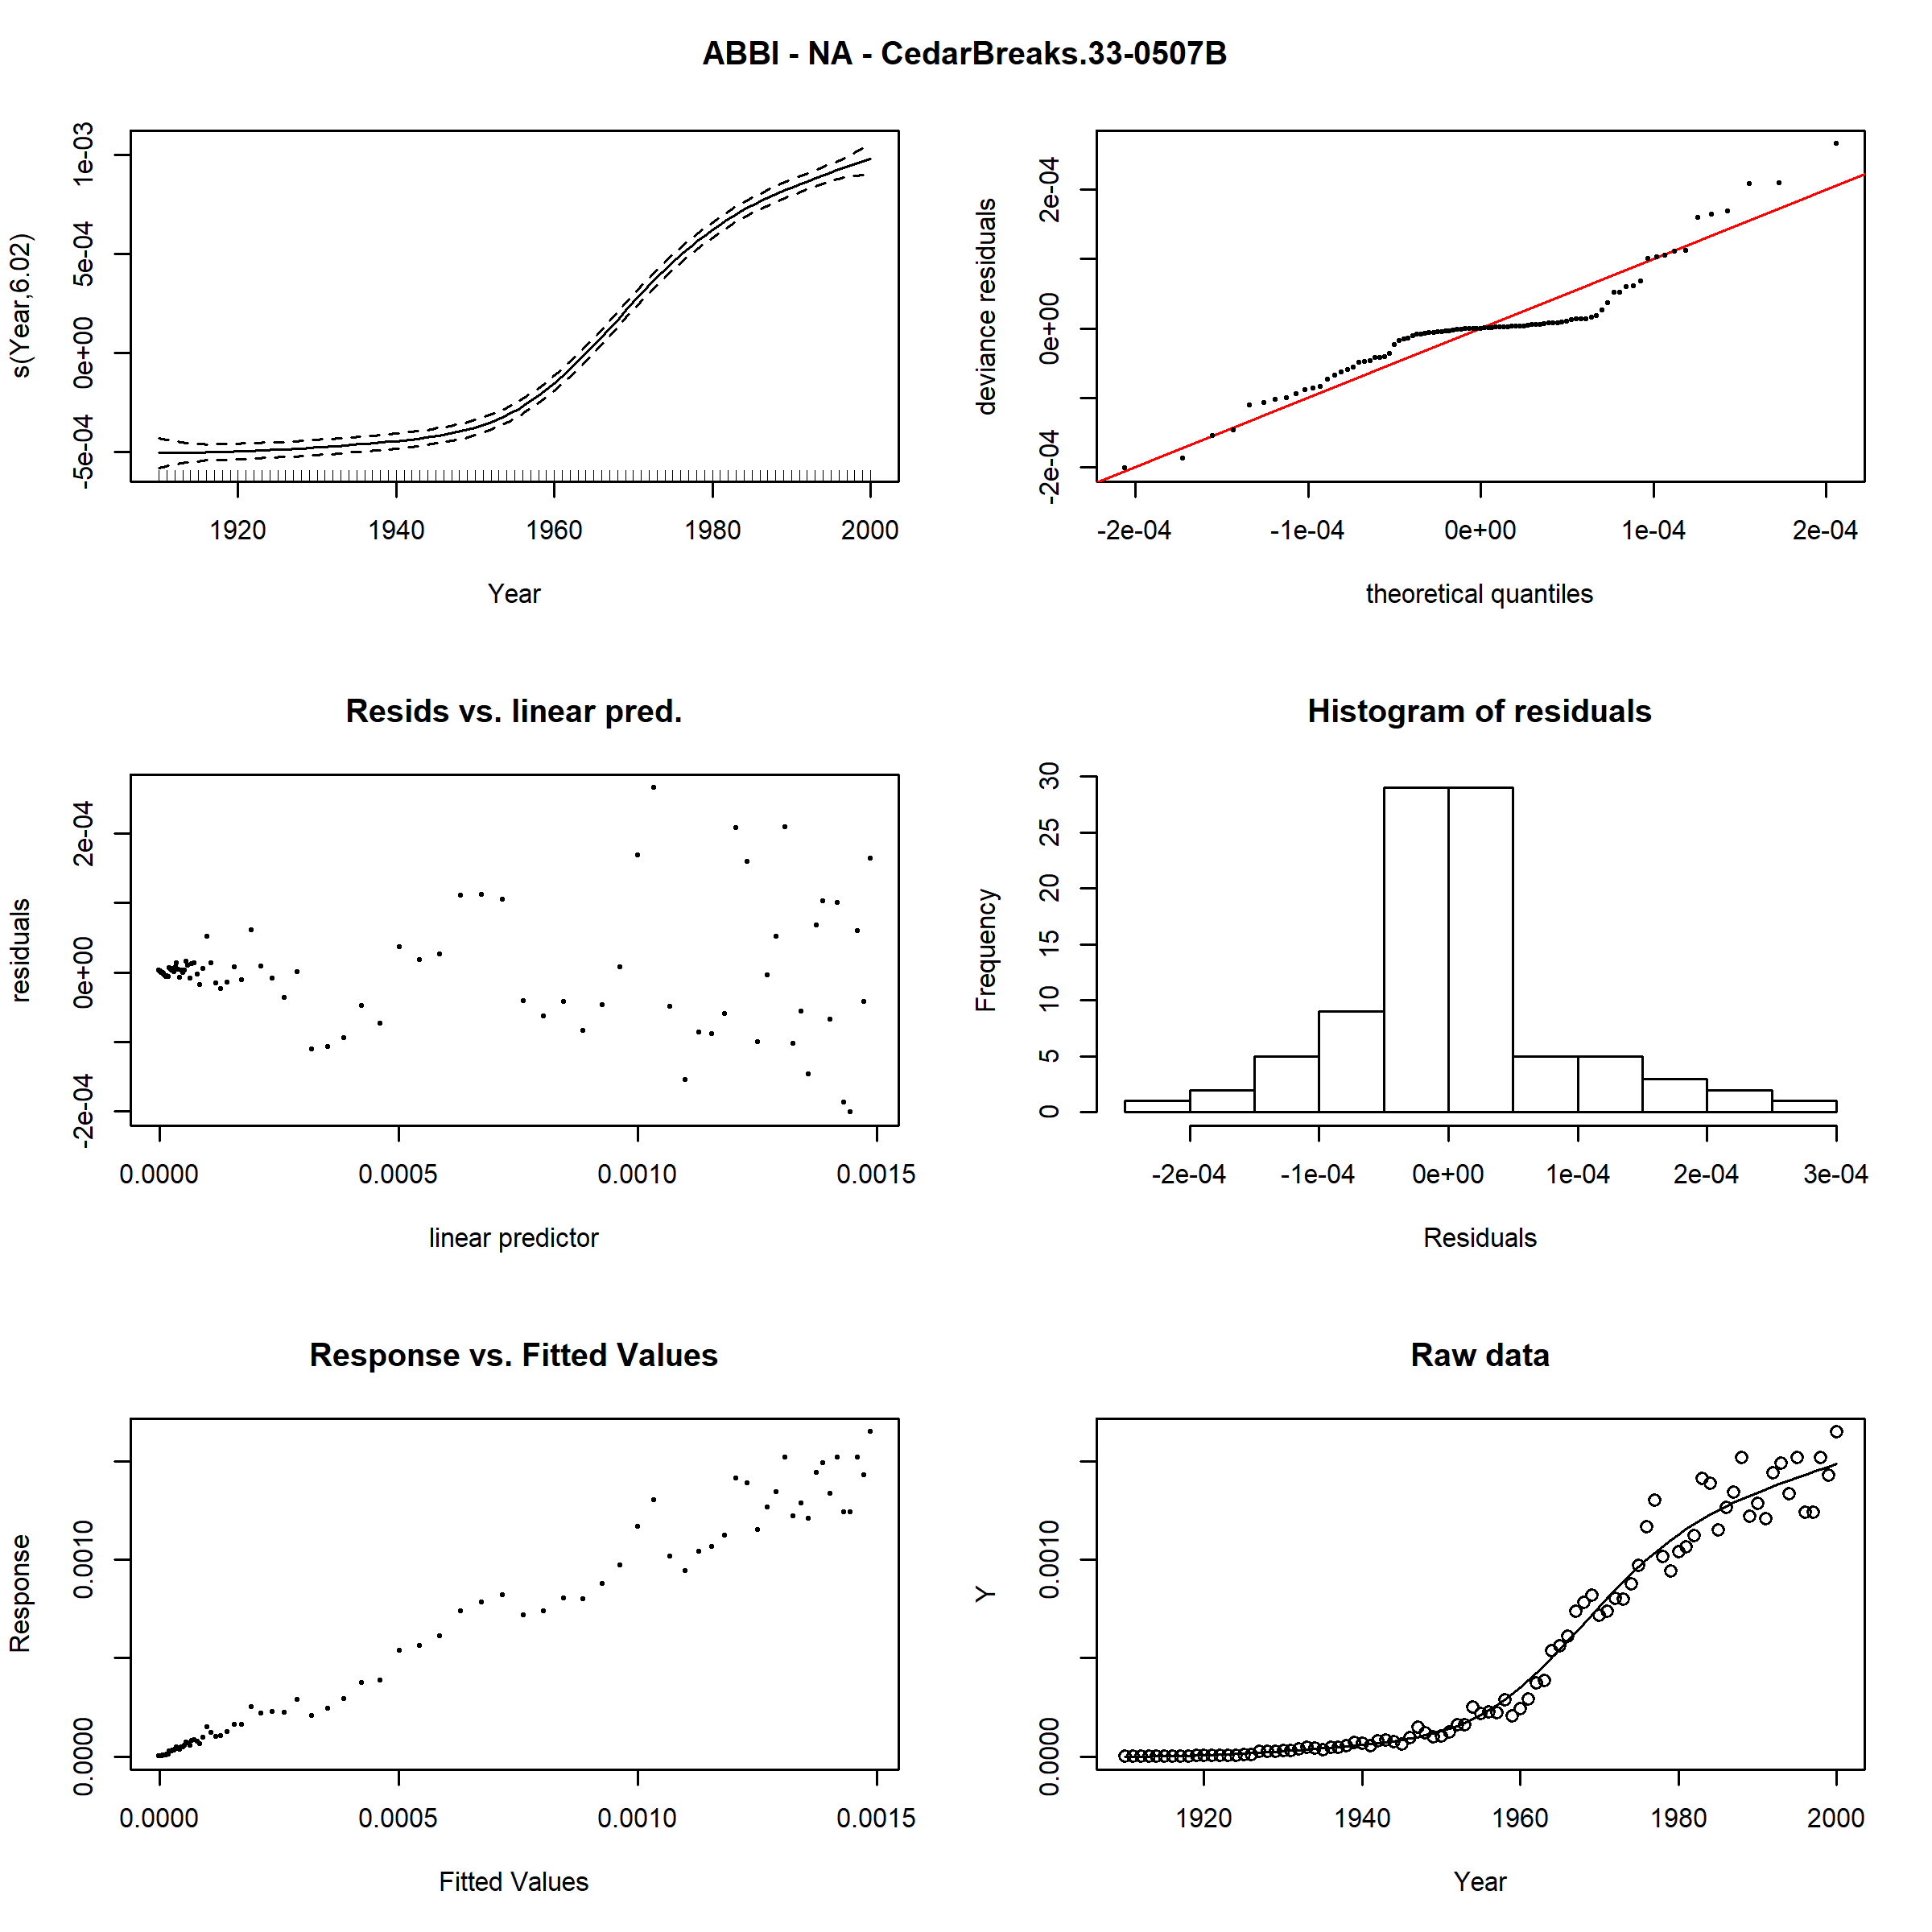 ABBI - NA - CedarBreaks.33-0507B
s(Year,6.02)
-5e-04 0e+00 5e-04 1e-03
1920 1940 1960 1980 2000
Year
deviance residuals
-2e-04 0e+00 2e-04
-2e-04 -1e-04 0e+00 1e-04 2e-04
theoretical quantiles
Resids vs. linear pred.
residuals
-2e-04 0e+00 2e-04
0.0000 0.0005 0.0010 0.0015
linear predictor
Histogram of residuals
Frequency
0 5 10 15 20 25 30
-2e-04 -1e-04 0e+00 1e-04 2e-04 3e-04
Residuals
Response vs. Fitted Values
Response
0.0000 0.0010
0.0000 0.0005 0.0010 0.0015
Fitted Values
Raw data
Y
0.0000 0.0010
1920 1940 1960 1980 2000
Year